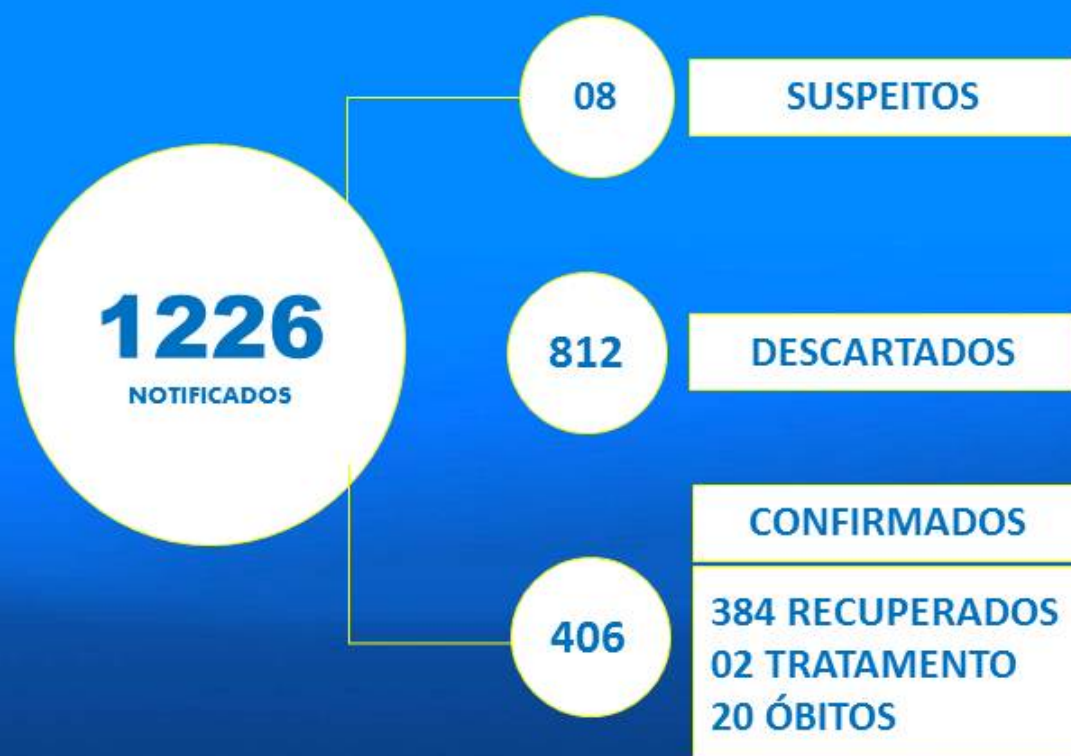 1226
NOTIFICADOS
08
SUSPEITOS
812
DESCARTADOS
406
CONFIRMADOS
384 RECUPERADOS
02 TRATAMENTO
20 ÓBITOS